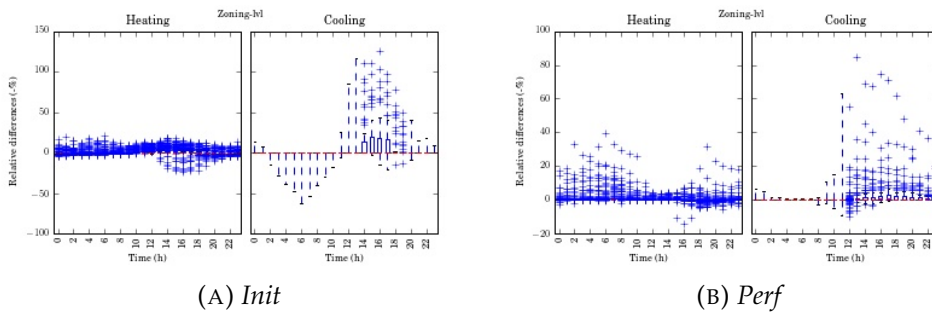 Zoning-lvl
Heating
Cooling
Relative differences (-%)
150
100
50
0
−50
−100
0 2 4 6 8 10 12 14 16 18 20 22
0 2 4 6 8 10 12 14 16 18 20 22
Time (h)
Time (h)
(A) Init
Zoning-lvl
Heating
Cooling
Relative differences (-%)
100
80
60
40
20
0
−20
0 2 4 6 8 10 12 14 16 18 20 22
0 2 4 6 8 10 12 14 16 18 20 22
Time (h)
Time (h)
(B) Perf